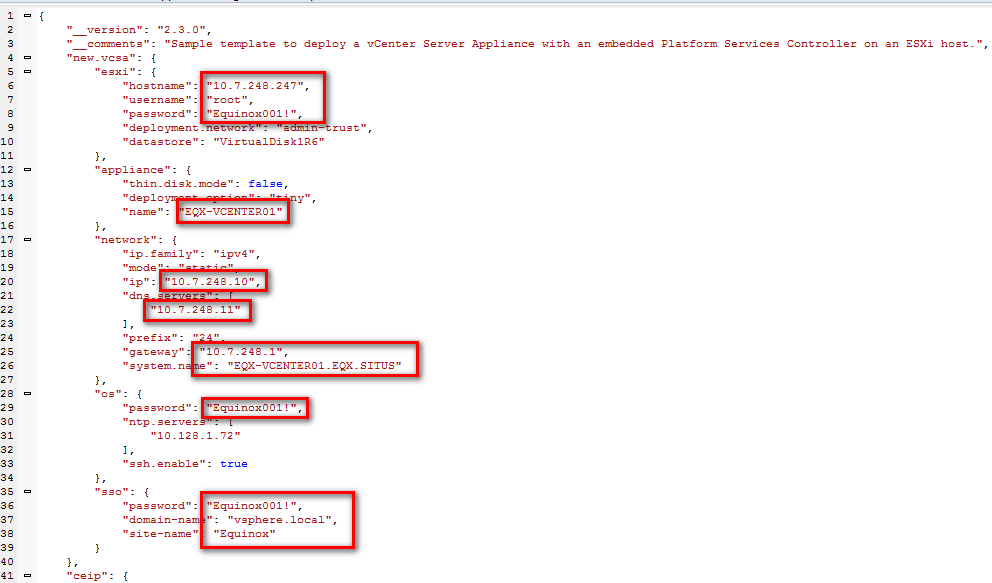 1 {
2 "__version": "2.3.0",
3 "__comments": "Sample template to deploy a vCenter Server Appliance with an embedded Platform Services Controller on an ESXi host.",
4 "new.vcsa": {
5 "esxi": {
6 "hostname": "10.7.248.247",
7 "username": "root",
8 "password": "Equinox001!",
9 "deployment.network": "admin-trust",
10 "datastore": "VirtualDisk1R6"
11 },
12 "appliance": {
13 "thin.disk.mode": false,
14 "deployment.option": "tiny",
15 "name": "EQX-VCENTER01"
16 },
17 "network": {
18 "ip.family": "ipv4",
19 "mode": "static",
20 "ip": "10.7.248.10",
21 "dns.servers": [
22 "10.7.248.11"
23 ],
24 "prefix": "24",
25 "gateway": "10.7.248.1",
26 "system.name": "EQX-VCENTER01.EQX.SITUS"
27 },
28 "os": {
29 "password": "Equinox001!",
30 "ntp.servers": [
31 "10.128.1.72"
32 ],
33 "ssh.enable": true
34 },
35 "sso": {
36 "password": "Equinox001!",
37 "domain-name": "vsphere.local",
38 "site-name": "Equinox"
39 }
40 },
41 "ceip": {